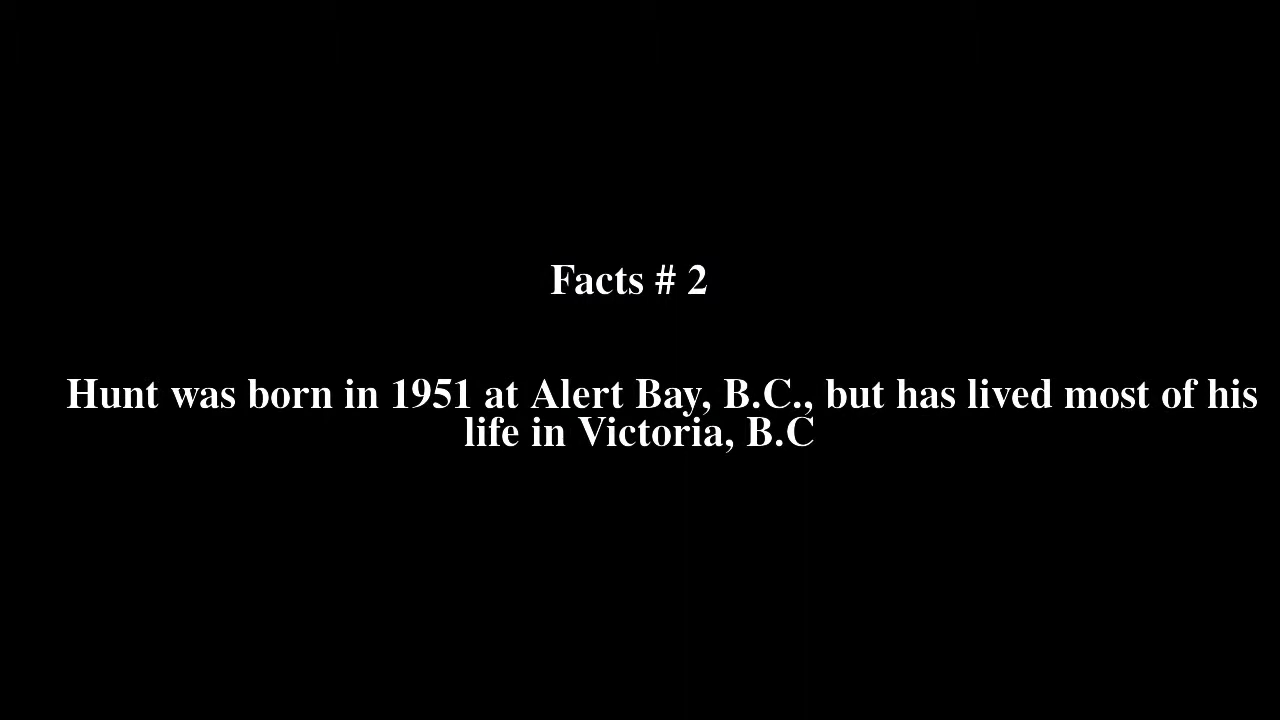 Facts # 2
Hunt was born in 1951 at Alert Bay, B.C., but has lived most of his
life in Victoria, B.C